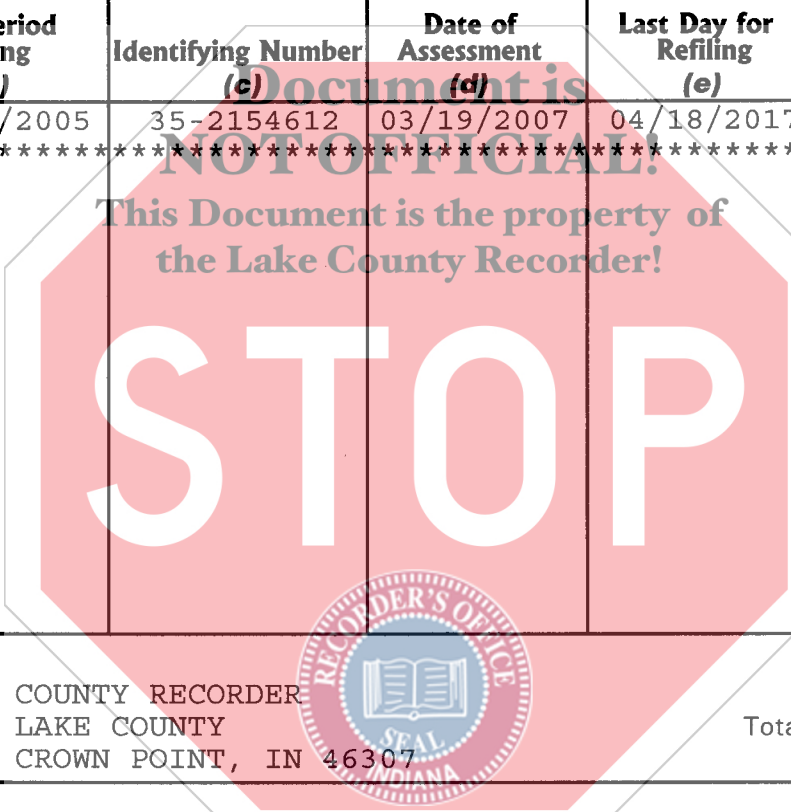 eriod
ng
)
Identifying Number
(c)
Date of
Assessment
(d)
Last Day for
Refiling
(e)
/2005 35-2154612 03/19/2007 04/18/2017
Document is
NOT OFFICIAL!
This Document is the property of
the Lake County Recorder!
STOP
RECORDER'S OFFICE
SEAL
INDIANA
COUNTY RECORDER
LAKE COUNTY
CROWN POINT, IN 46307
Tota